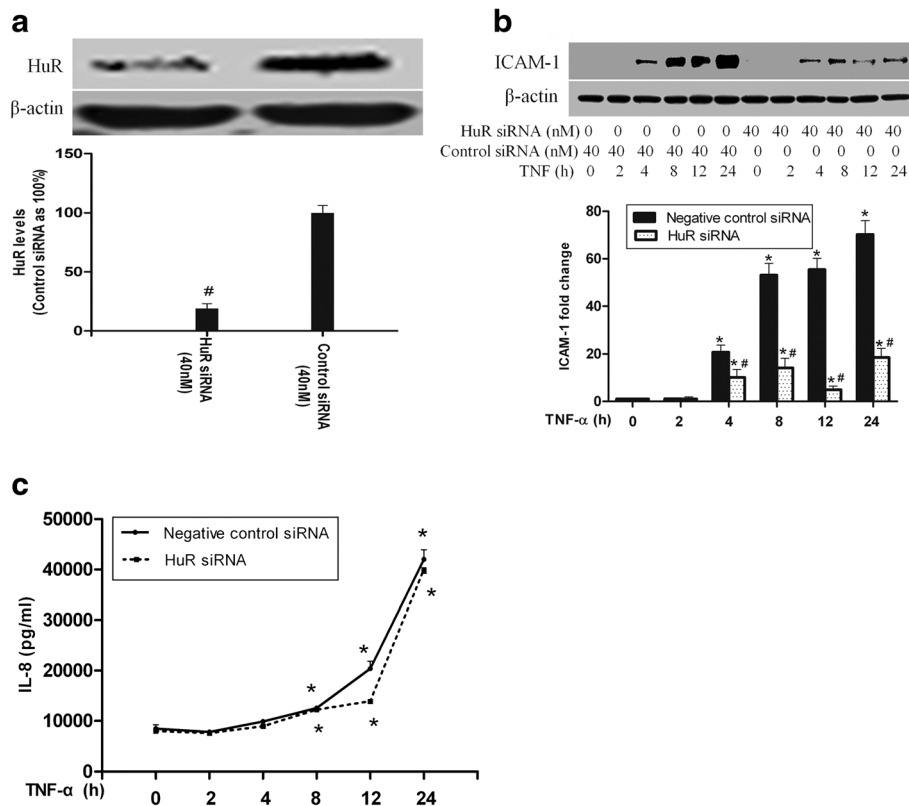 a
HuR
β-actin
150
100
50
0
HuR levels
(Control siRNA as 100%)
#
HuR siRNA
(40nM)
Control siRNA
(40nM)
b
ICAM-1
β-actin
HuR siRNA (nM) 0 0 0 0 0 0 40 40 40 40 40 40
Control siRNA (nM) 40 40 40 40 40 40 0 0 0 0 0 0
TNF (h) 0 2 4 8 12 24 0 2 4 8 12 24
80
60
40
20
0
ICAM-1 fold change
Negative control siRNA
HuR siRNA
* * * * *# *# *# *#
TNF-α (h) 0 2 4 8 12 24
c
50000
40000
30000
20000
10000
0
IL-8 (pg/ml)
Negative control siRNA
HuR siRNA
* * * * * *
TNF-α (h) 0 2 4 8 12 24